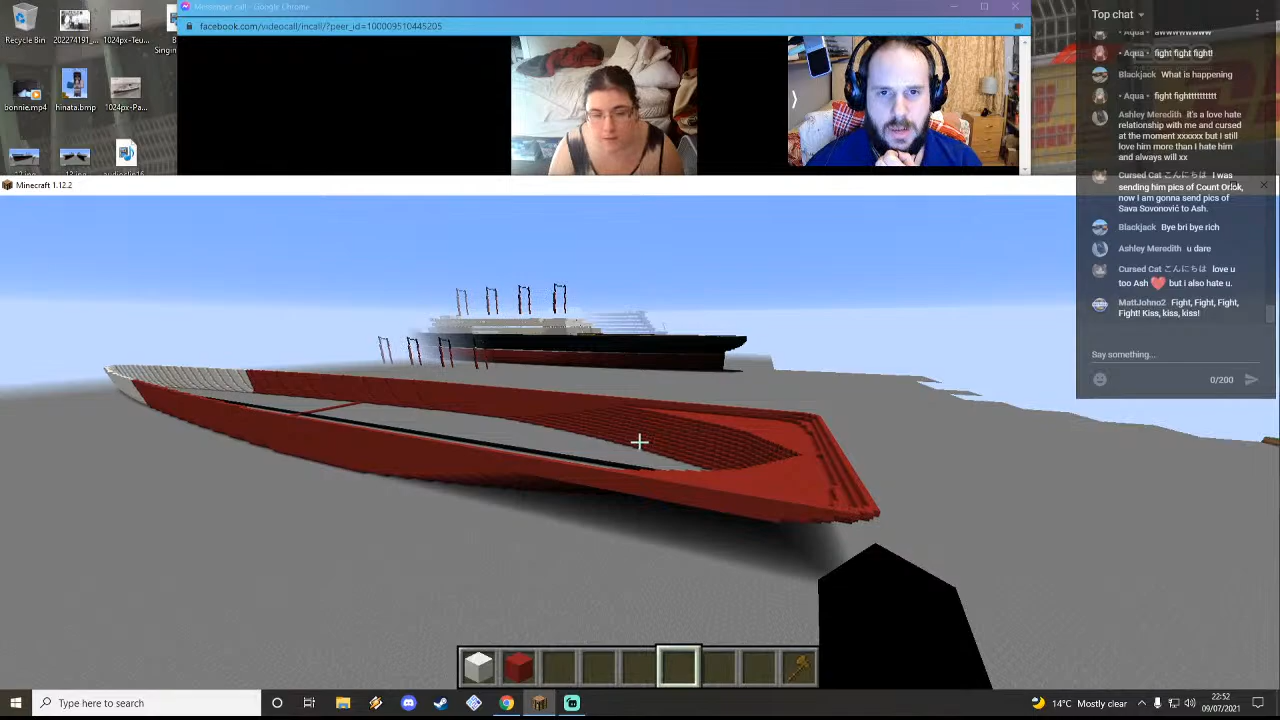 Messenger call - Google Chrome
facebook.com/videocall/incall/?peer_id=100009510445205
Recycle Bin
202274191_...
1024px-Teu...
bonnie.mp4
hinata.bmp
1024px-Pa...
Minecraft 1.12.2
Top chat
• Aqua • awwwwwwww
• Aqua • fight fight fight!
Blackjack What is happening
• Aqua • fight fightttttttttt
Ashley Meredith it's a love hate
relationship with me and cursed
at the moment xxxxxx but I still
love him more than I hate him
and always will xx
Cursed Cat こんにちは I was
sending him pics of Count Orlok,
now I am gonna send pics of
Sava Sovonović to Ash.
Blackjack Bye bri bye rich
Ashley Meredith u dare
Cursed Cat こんにちは love u
too Ash ❤ but i also hate u.
MattJohno2 Fight, Fight, Fight,
Fight! Kiss, kiss, kiss!
Say something...
0/200
Type here to search
14°C Mostly clear
22:52
09/07/2021